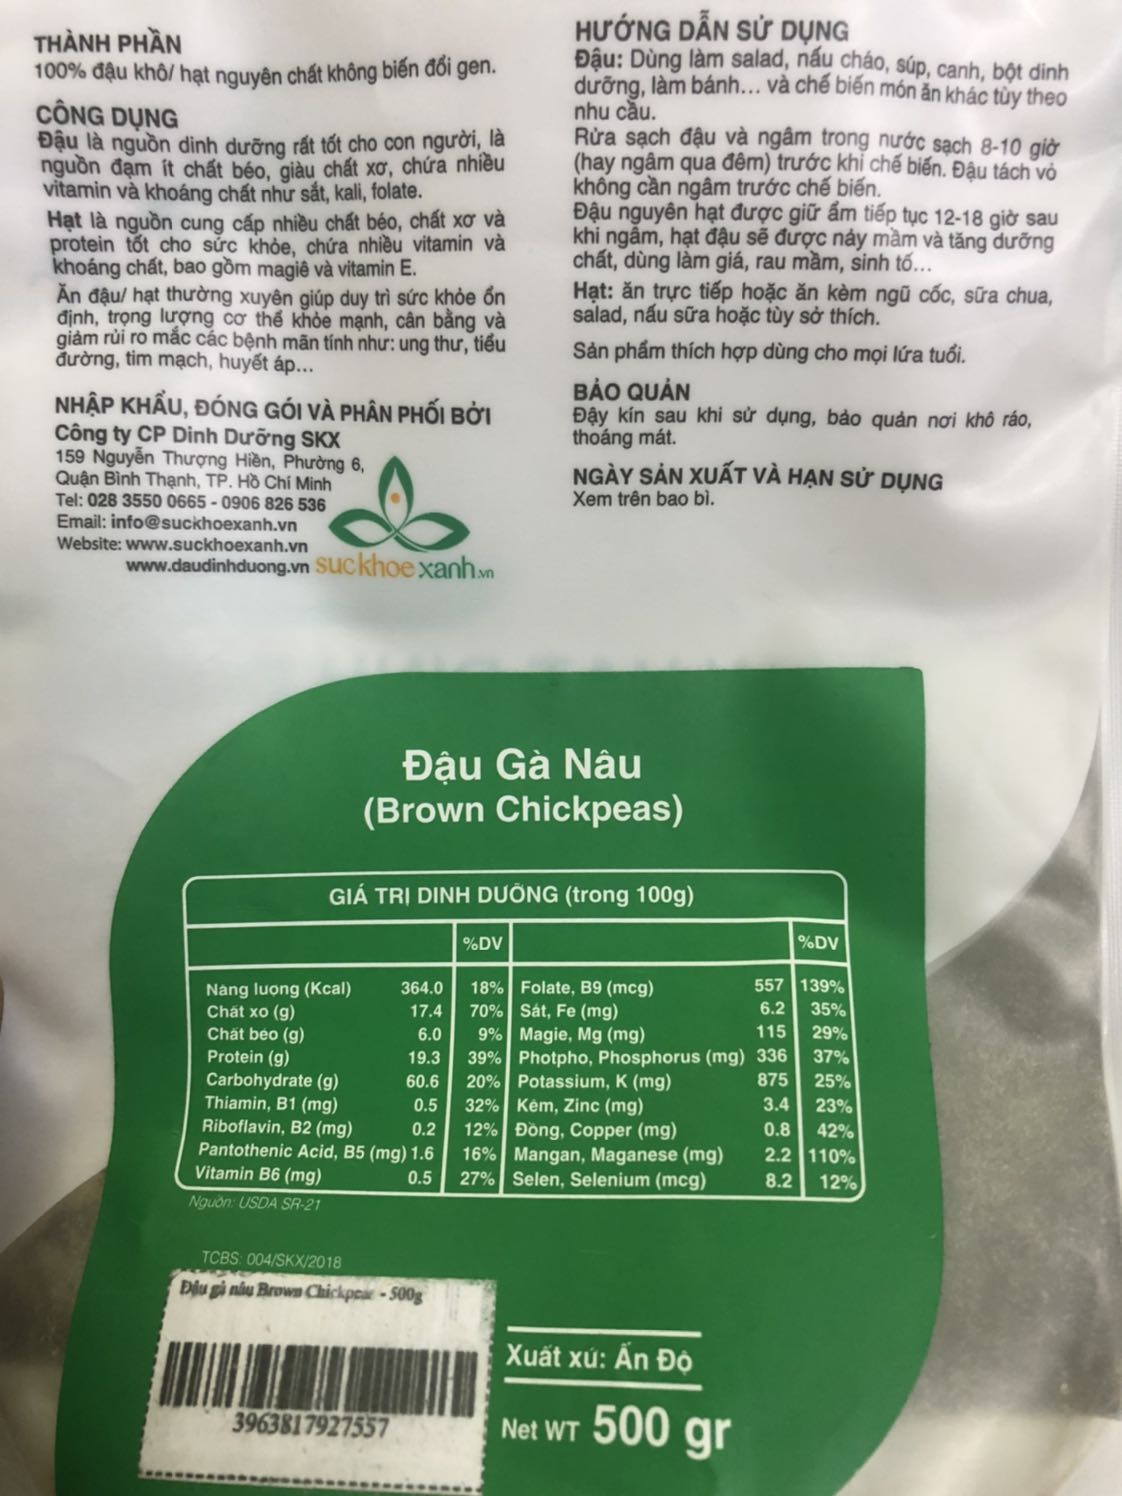 THÀNH PHẦN
100% đậu khô/ hạt nguyên chất không biến đổi gen.
CÔNG DỤNG
Đậu là nguồn dinh dưỡng rất tốt cho con người, là
nguồn đạm ít chất béo, giàu chất xơ, chứa nhiều
vitamin và khoáng chất như sắt, kali, folate.
Hạt là nguồn cung cấp nhiều chất béo, chất xơ và
protein tốt cho sức khỏe, chứa nhiều vitamin và
khoáng chất, bao gồm magiê và vitamin E.
Ăn đậu/ hạt thường xuyên giúp duy trì sức khỏe ổn
định, trọng lượng cơ thể khỏe mạnh, cân bằng và
giảm rủi ro mắc các bệnh mãn tính như: ung thư, tiểu
đường, tim mạch, huyết áp...
NHẬP KHẨU, ĐÓNG GÓI VÀ PHÂN PHỐI BỞI
Công ty CP Dinh Dưỡng SKX
159 Nguyễn Thượng Hiền, Phường 6,
Quận Bình Thạnh, TP. Hồ Chí Minh
Tel: 028 3550 0665 - 0906 826 536
Email: info@suckhoexanh.vn
Website: www.suckhoexanh.vn
www.daudinhduong.vn
suckhoexanh.vn
HƯỚNG DẪN SỬ DỤNG
Đậu: Dùng làm salad, nấu cháo, súp, canh, bột dinh
dưỡng, làm bánh... và chế biến món ăn khác tùy theo
nhu cầu.
Rửa sạch đậu và ngâm trong nước sạch 8-10 giờ
(hay ngâm qua đêm) trước khi chế biến. Đậu tách vỏ
không cần ngâm trước chế biến.
Đậu nguyên hạt được giữ ẩm tiếp tục 12-18 giờ sau
khi ngâm, hạt đậu sẽ được nảy mầm và tăng dưỡng
chất, dùng làm giá, rau mầm, sinh tố...
Hạt: ăn trực tiếp hoặc ăn kèm ngũ cốc, sữa chua,
salad, nấu sữa hoặc tùy sở thích.
Sản phẩm thích hợp dùng cho mọi lứa tuổi.
BẢO QUẢN
Đậy kín sau khi sử dụng, bảo quản nơi khô ráo,
thoáng mát.
NGÀY SẢN XUẤT VÀ HẠN SỬ DỤNG
Xem trên bao bì.
Đậu Gà Nâu
(Brown Chickpeas)
GIÁ TRỊ DINH DUÕNG (trong 100g)
%DV %DV
Nàng luọng (Kcal) 364.0 18% Folate, B9 (mcg) 557 139%
Chất xo (g) 17.4 70% Sát, Fe (mg) 6.2 35%
Chất béo (g) 6.0 9% Magie, Mg (mg) 115 29%
Protein (g) 19.3 39% Photpho, Phosphorus (mg) 336 37%
Carbohydrate (g) 60.6 20% Potassium, K (mg) 875 25%
Thiamin, B1 (mg) 0.5 32% Kẽm, Zinc (mg) 3.4 23%
Riboflavin, B2 (mg) 0.2 12% Đồng, Copper (mg) 0.8 42%
Pantothenic Acid, B5 (mg) 1.6 16% Mangan, Maganese (mg) 2.2 110%
Vitamin B6 (mg) 0.5 27% Selen, Selenium (mcg) 8.2 12%
Nguồn: USDA SR-21
TCBS: 004/SKX/2018
Đậu gà nâu Brown Chickpeas - 500g
3963817927557
Xuất xứ: Ấn Độ
Net WT 500 gr